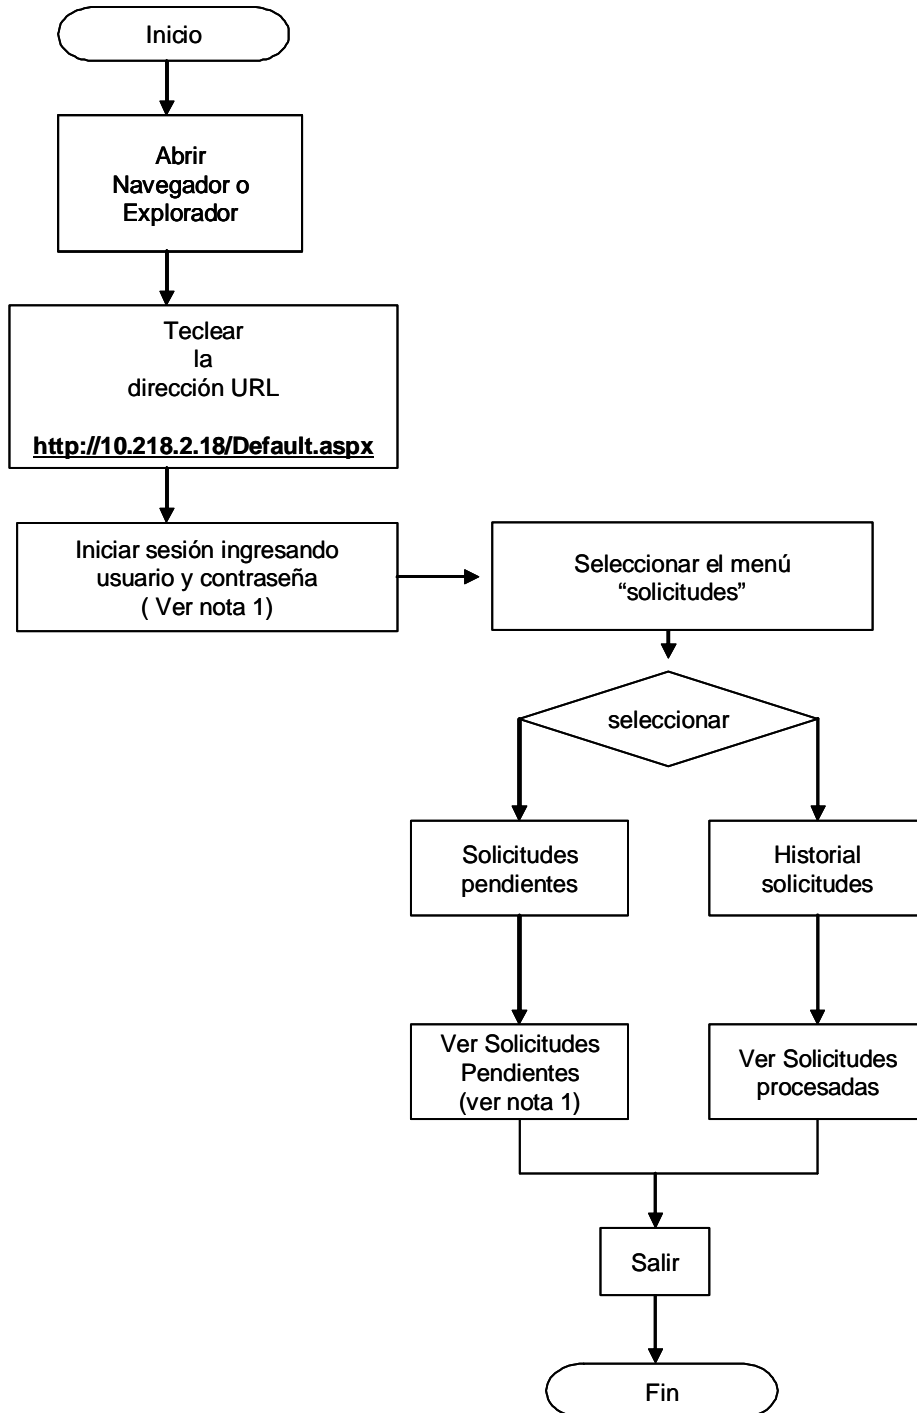 Inicio
Abrir
Navegador o
Explorador
Teclear
la
dirección URL
http://10.218.2.18/Default.aspx
Iniciar sesión ingresando
usuario y contraseña
( Ver nota 1)
Seleccionar el menú
“solicitudes”
seleccionar
Solicitudes
pendientes
Historial
solicitudes
Ver Solicitudes
Pendientes
(ver nota 1)
Ver Solicitudes
procesadas
Salir
Fin